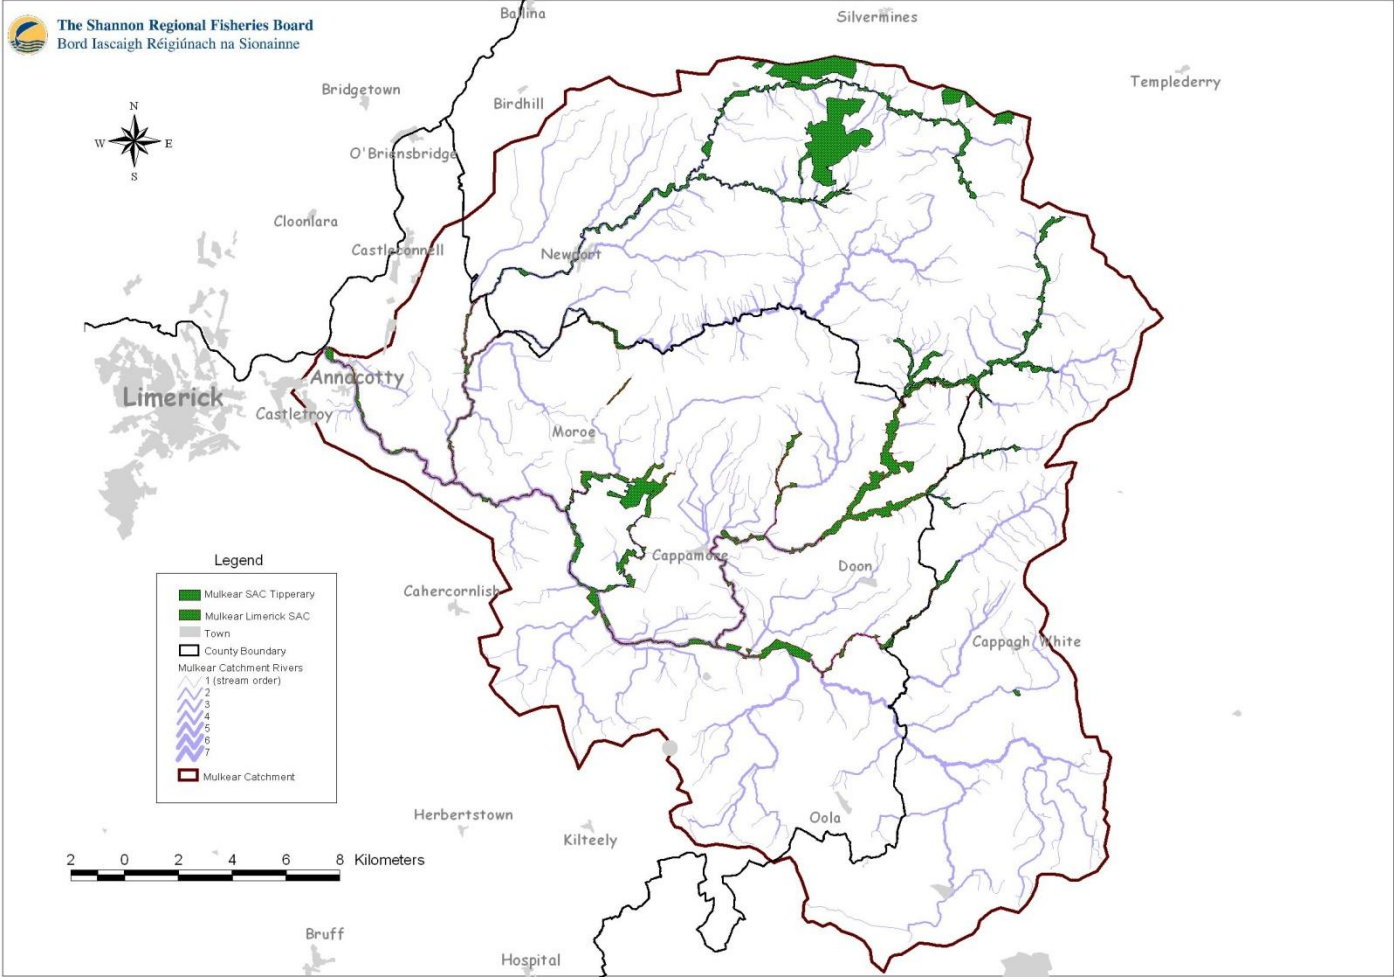 The Shannon Regional Fisheries Board
Bord Iascaigh Réigiúnach na Sionainne
Ballina
Silvermines
Templederry
Bridgetown
Birdhill
N
W E
S
O'Briensbridge
Cloonlara
Castleconnell
Newport
Annacotty
Limerick
Castletroy
Moroe
Cappamore
Doon
Cahercornlish
Cappagh White
Legend
Mulkear SAC Tipperary
Mulkear Limerick SAC
Town
County Boundary
Mulkear Catchment Rivers
1 (stream order)
2
3
4
5
6
7
Mulkear Catchment
Herbertstown
Kilteely
Oola
2 0 2 4 6 8 Kilometers
Bruff
Hospital